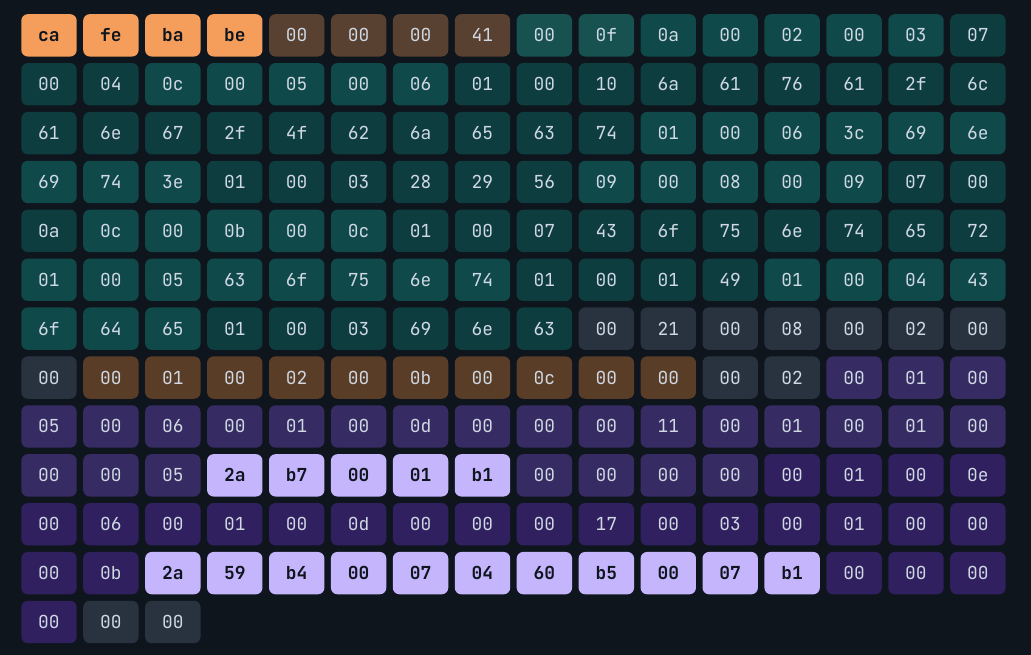 ca fe ba be 00 00 00 41 00 0f 0a 00 02 00 03 07
00 04 0c 00 05 00 06 01 00 10 6a 61 76 61 2f 6c
61 6e 67 2f 4f 62 6a 65 63 74 01 00 06 3c 69 6e
69 74 3e 01 00 03 28 29 56 09 00 08 00 09 07 00
0a 0c 00 0b 00 0c 01 00 07 43 6f 75 6e 74 65 72
01 00 05 63 6f 75 6e 74 01 00 01 49 01 00 04 43
6f 64 65 01 00 03 69 6e 63 00 21 00 08 00 02 00
00 00 01 00 02 00 0b 00 0c 00 00 00 02 00 01 00
05 00 06 00 01 00 0d 00 00 00 11 00 01 00 01 00
00 00 05 2a b7 00 01 b1 00 00 00 00 00 01 00 0e
00 06 00 01 00 0d 00 00 00 17 00 03 00 01 00 00
00 0b 2a 59 b4 00 07 04 60 b5 00 07 b1 00 00 00
00 00 00